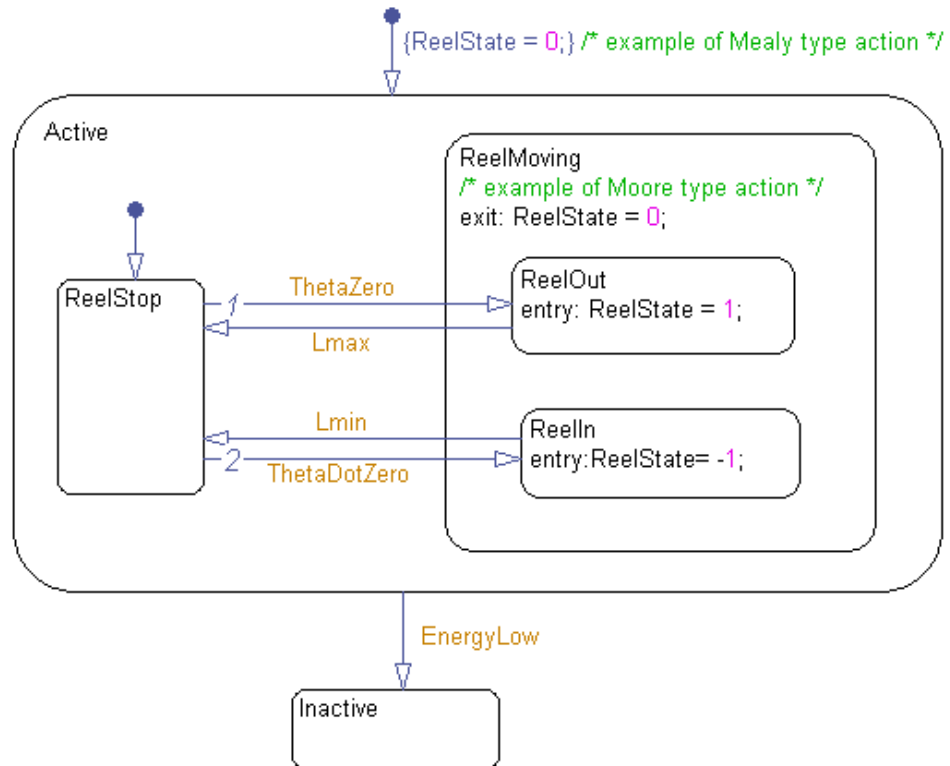 {ReelState = 0;} /* example of Mealy type action */
Active
ReelMoving
/* example of Moore type action */
exit: ReelState = 0;
ReelStop
1
ThetaZero
ReelOut
entry: ReelState = 1;
Lmax
Lmin
ReelIn
entry:ReelState= -1;
2
ThetaDotZero
EnergyLow
Inactive